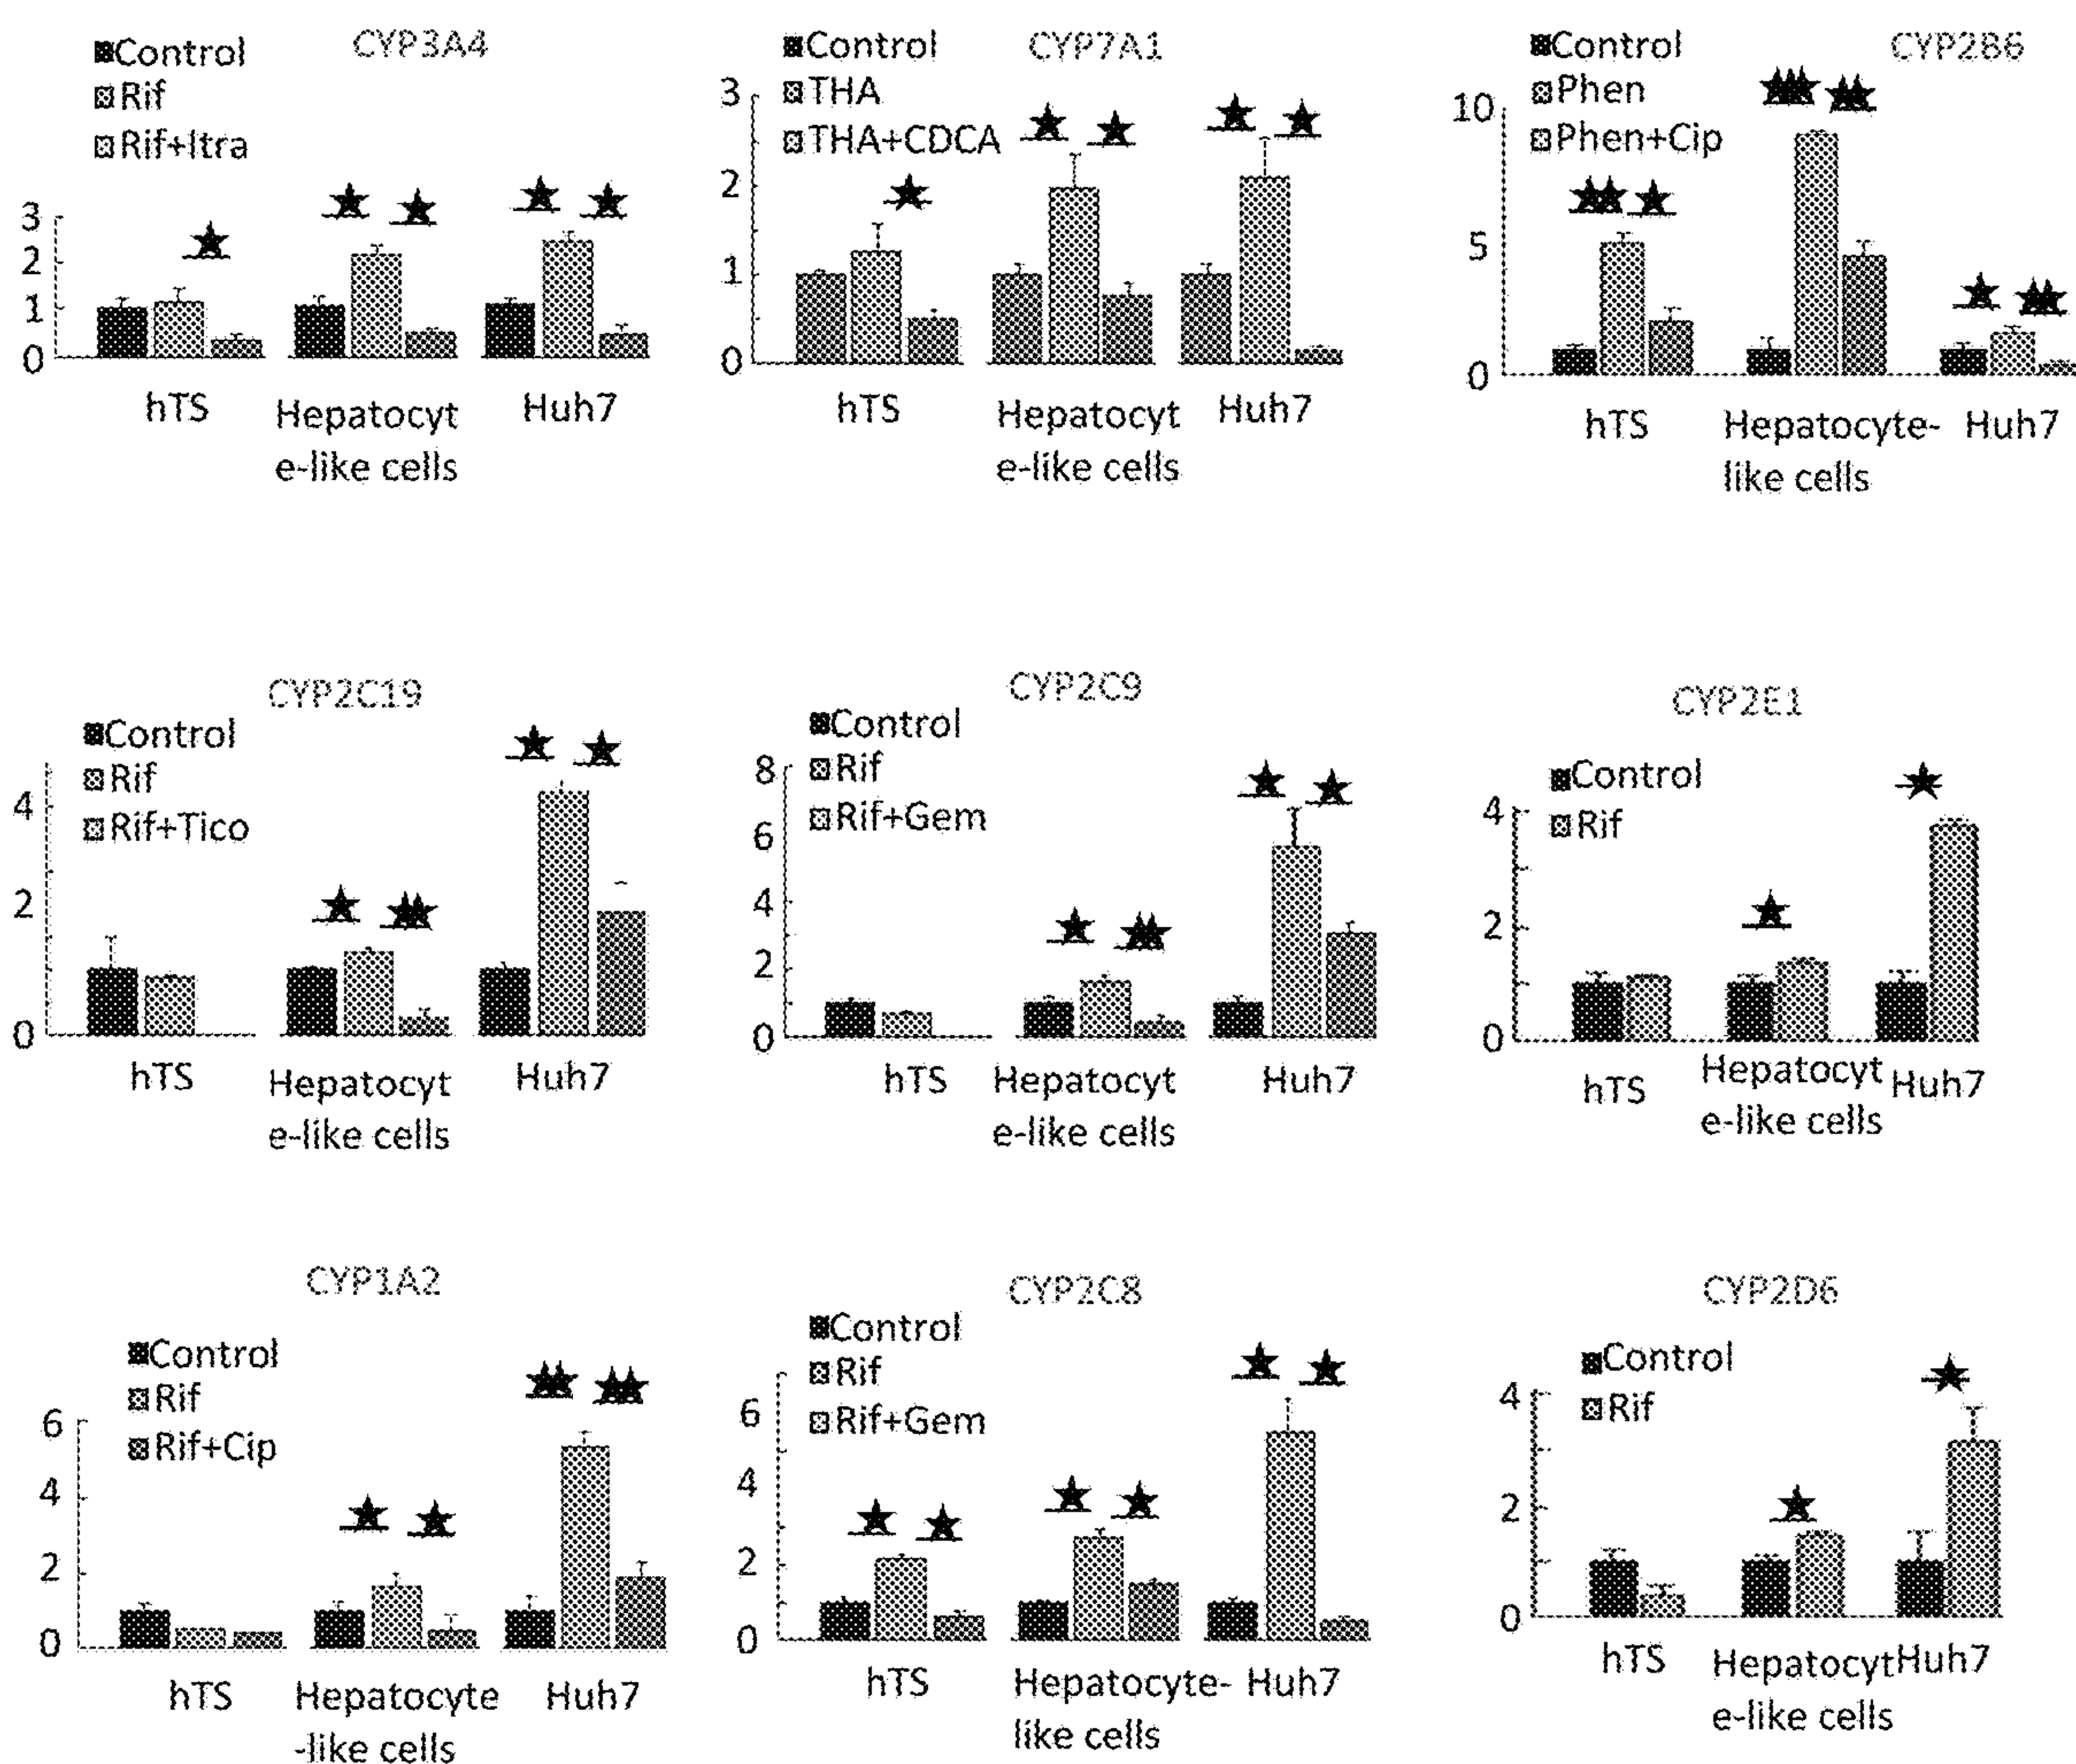 CYP3A4
Control
Rif
Rif+Itra
3
2
1
0
hTS
Hepatocyt
e-like cells
Huh7
CYP7A1
Control
THA
THA+CDCA
3
2
1
0
hTS
Hepatocyt
e-like cells
Huh7
CYP2B6
Control
Phen
Phen+Cip
10
5
0
hTS
Hepatocyte-
like cells
Huh7
CYP2C19
Control
Rif
Rif+Tico
4
2
0
hTS
Hepatocyt
e-like cells
Huh7
CYP2C9
Control
Rif
Rif+Gem
8
6
4
2
0
hTS
Hepatocyt
e-like cells
Huh7
CYP2E1
Control
Rif
4
2
0
hTS
Hepatocyt
e-like cells
Huh7
CYP1A2
Control
Rif
Rif+Cip
6
4
2
0
hTS
Hepatocyte
-like cells
Huh7
CYP2C8
Control
Rif
Rif+Gem
6
4
2
0
hTS
Hepatocyte-
like cells
Huh7
CYP2D6
Control
Rif
4
2
0
hTS
Hepatocyt
e-like cells
Huh7